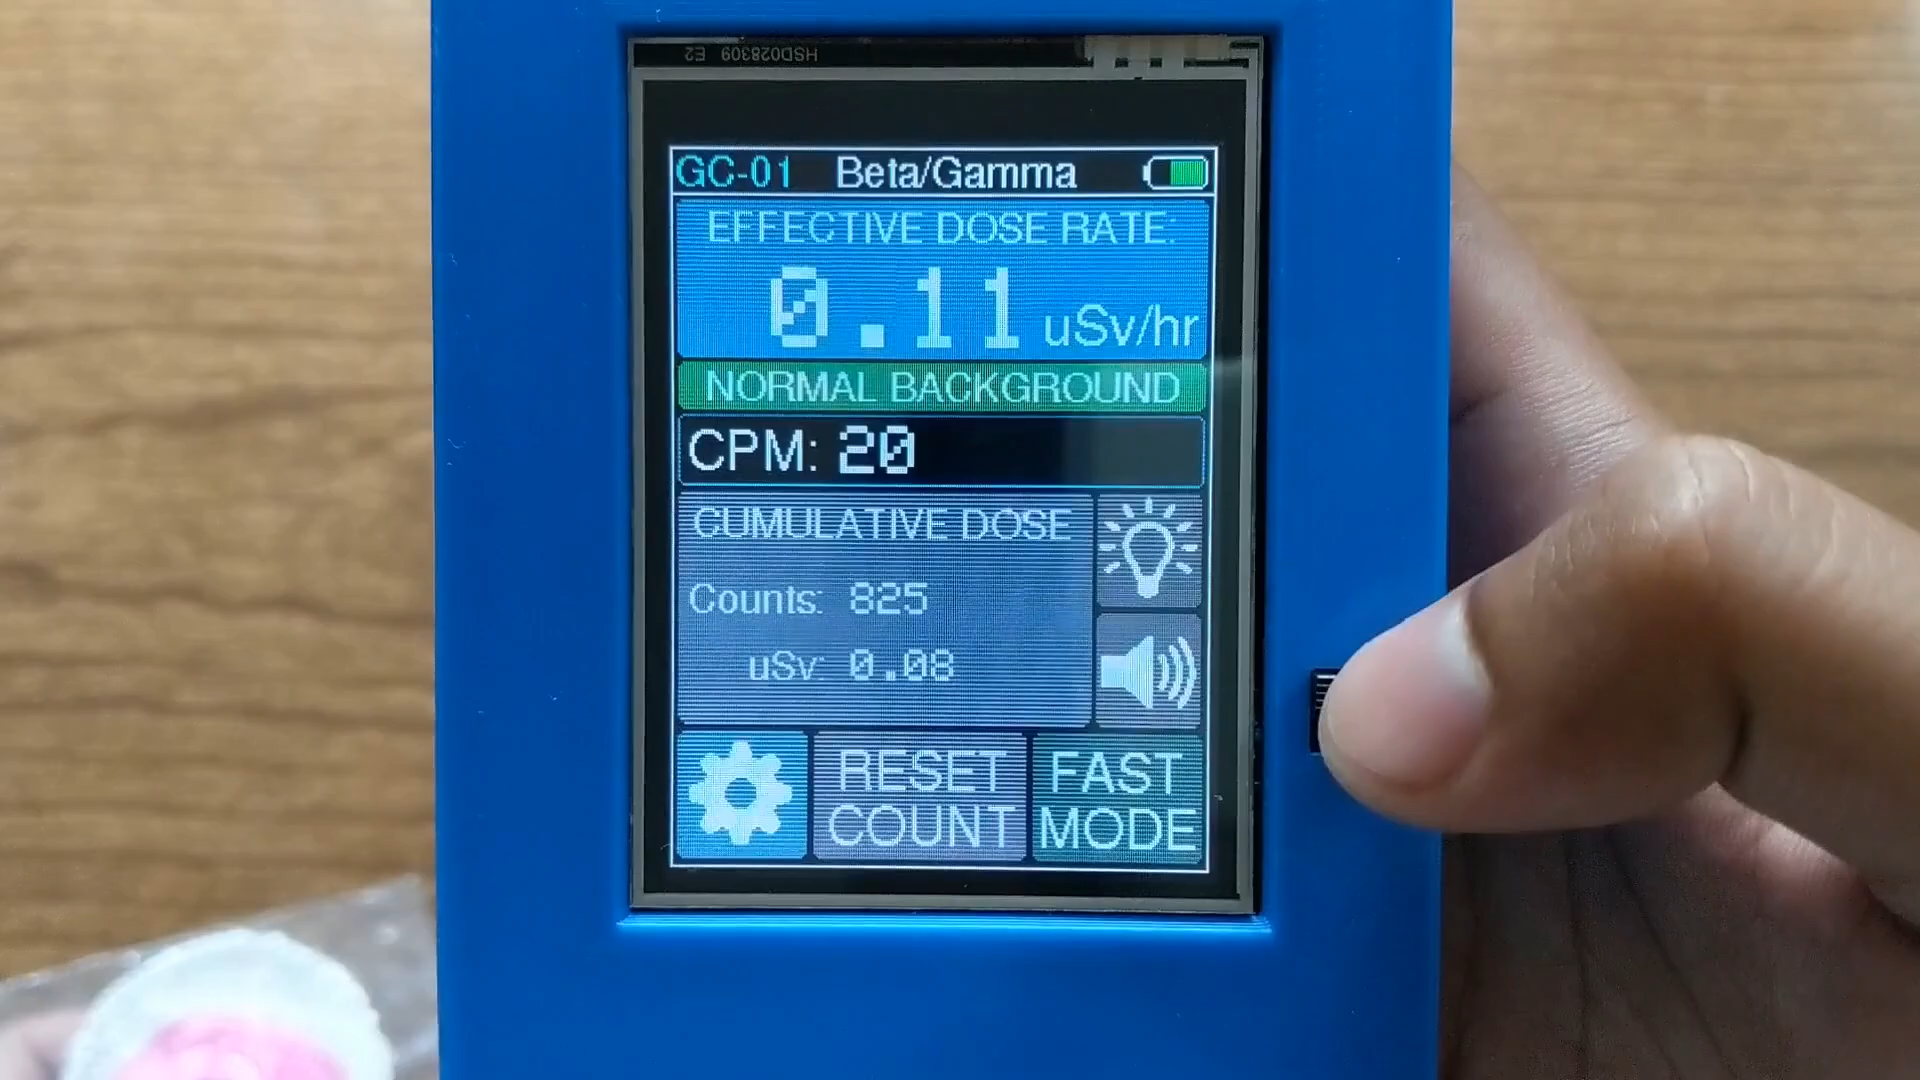 HSD028309 E2
GC-01 Beta/Gamma
EFFECTIVE DOSE RATE:
0.11 uSv/hr
NORMAL BACKGROUND
CPM: 20
CUMULATIVE DOSE
Counts: 825
uSv: 0.08
RESET
COUNT
FAST
MODE